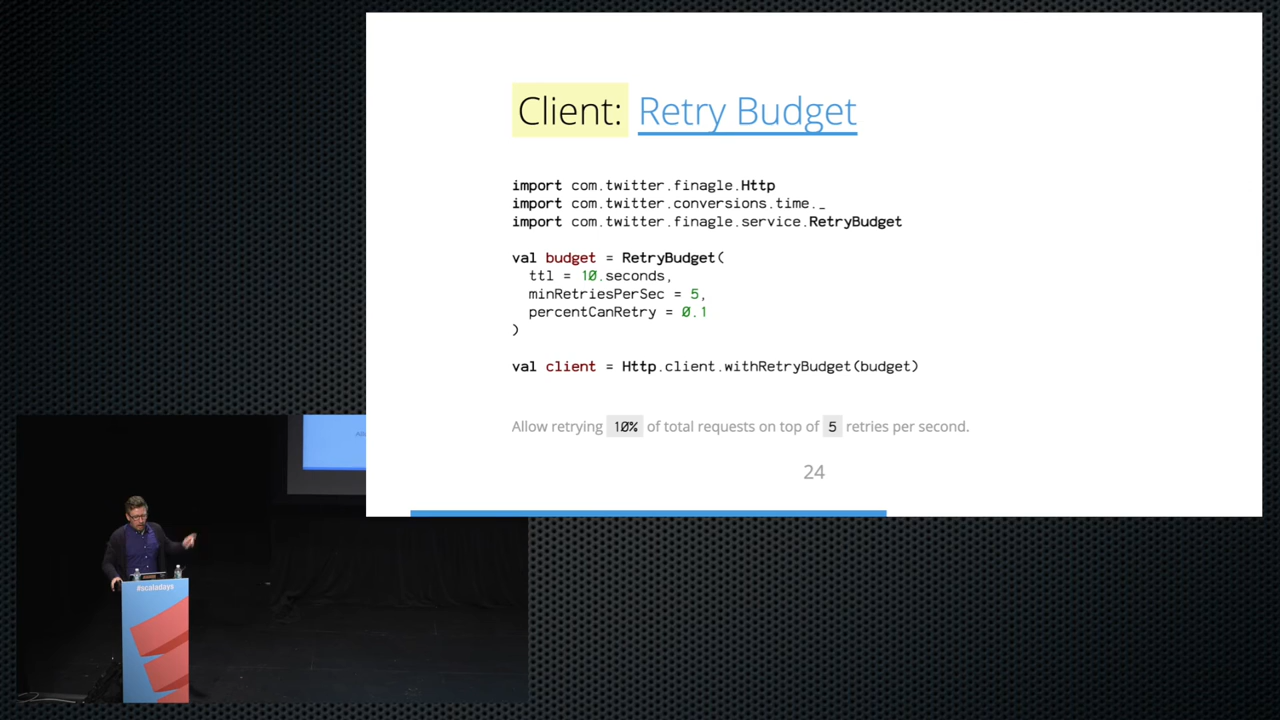 Client: Retry Budget
import com.twitter.finagle.Http
import com.twitter.conversions.time._
import com.twitter.finagle.service.RetryBudget
val budget = RetryBudget(
  ttl = 10.seconds,
  minRetriesPerSec = 5,
  percentCanRetry = 0.1
)
val client = Http.client.withRetryBudget(budget)
Allow retrying 10% of total requests on top of 5 retries per second.
24
#scaladays